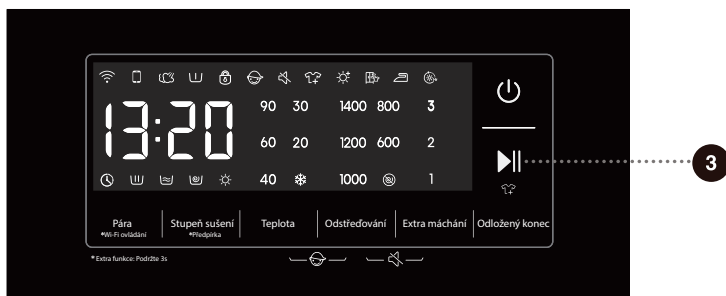 13:20
90 30 1400 800 3
60 20 1200 600 2
40 1000 1
3
Pára Stupeň sušení Teplota Odstřeďování Extra máchání Odložený konec
*Wi-Fi ovládání *Předpírka
* Extra funkce: Podržte 3s